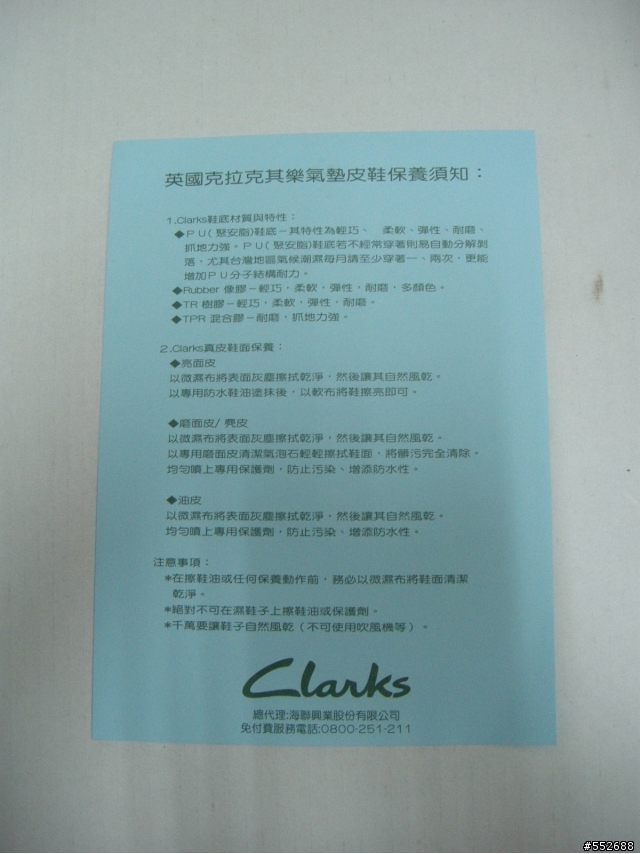 英國克拉克其樂氣墊皮鞋保養須知：
1.Clarks鞋底材質與特性：
◆ＰＵ( 聚安脂)鞋底－其特性為輕巧、 柔軟、彈性、耐磨、
抓地力強。ＰＵ( 聚安脂)鞋底若不經常穿著則易自動分解剝
落，尤其台灣地區氣候潮濕每月請至少穿著一、兩次，更能
增加ＰＵ分子結構耐力。
◆Rubber 像膠－輕巧，柔軟，彈性，耐磨，多顏色。
◆TR 樹膠－輕巧，柔軟，彈性，耐磨。
◆TPR 混合膠－耐磨，抓地力強。
2.Clarks真皮鞋面保養：
◆亮面皮
以微濕布將表面灰塵擦拭乾淨，然後讓其自然風乾。
以專用防水鞋油塗抹後，以軟布將鞋擦亮即可。
◆磨面皮/ 麂皮
以微濕布將表面灰塵擦拭乾淨，然後讓其自然風乾。
以專用磨面皮清潔氣泡石輕輕擦拭鞋面，將髒污完全清除。
均勻噴上專用保護劑，防止污染、增添防水性。
◆油皮
以微濕布將表面灰塵擦拭乾淨，然後讓其自然風乾。
均勻噴上專用保護劑，防止污染、增添防水性。
注意事項：
*在擦鞋油或任何保養動作前，務必以微濕布將鞋面清潔
乾淨。
*絕對不可在濕鞋子上擦鞋油或保護劑。
*千萬要讓鞋子自然風乾（不可使用吹風機等）。
Clarks
總代理:海聯興業股份有限公司
免付費服務電話:0800-251-211
#552688